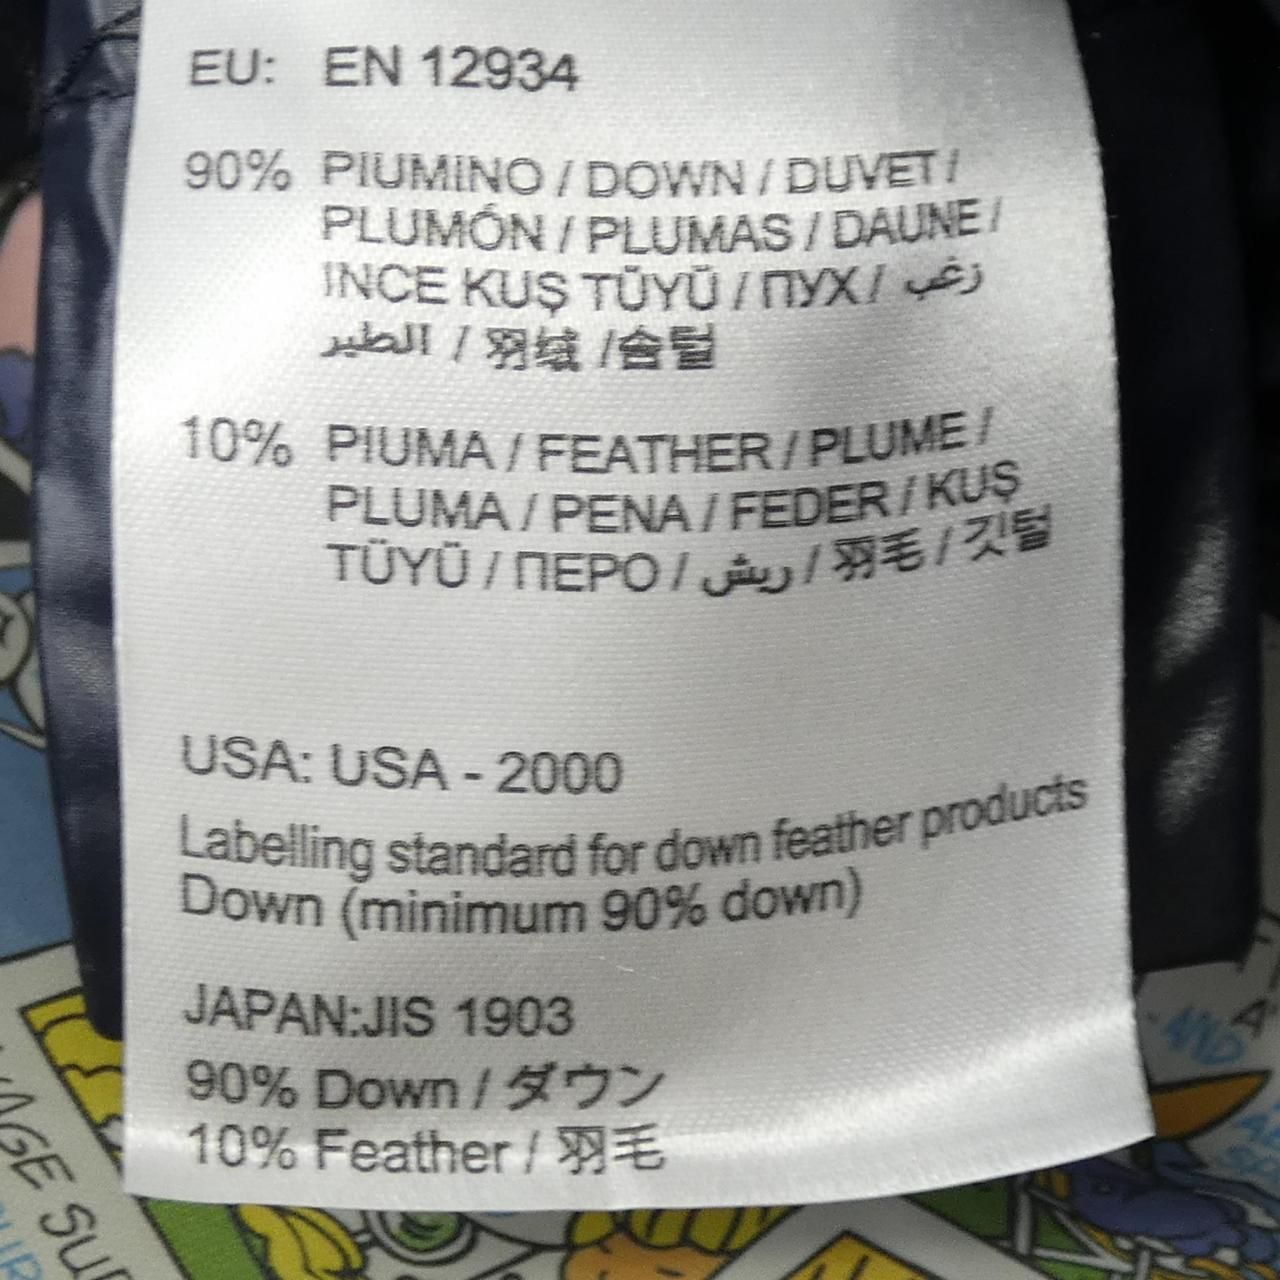 EU: EN 12934
90% PIUMINO / DOWN / DUVET /
PLUMÓN / PLUMAS / DAUNE /
INCE KUŞ TÜYÜ / ПУХ / زغب
الطير / 羽绒 /솜털
10% PIUMA / FEATHER / PLUME /
PLUMA / PENA / FEDER / KUŞ
TÜYÜ / ПЕРО / ريش / 羽毛 / 깃털
USA: USA - 2000
Labelling standard for down feather products
Down (minimum 90% down)
JAPAN:JIS 1903
90% Down / ダウン
10% Feather / 羽毛
AND